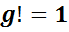 g! = 1